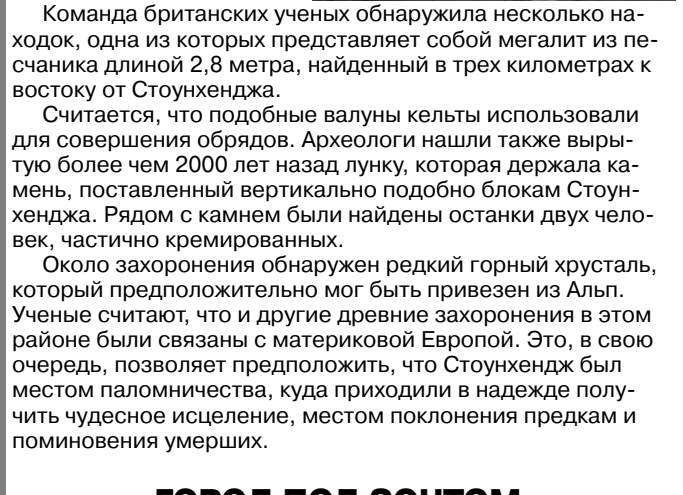 Команда британских ученых обнаружила несколько на-
ходок, одна из которых представляет собой мегалит из пе-
счаника длиной 2,8 метра, найденный в трех километрах к
востоку от Стоунхенджа.
Считается, что подобные валуны кельты использовали
для совершения обрядов. Археологи нашли также выры-
тую более чем 2000 лет назад лунку, которая держала ка-
мень, поставленный вертикально подобно блокам Стоун-
хенджа. Рядом с камнем были найдены останки двух чело-
век, частично кремированных.
Около захоронения обнаружен редкий горный хрусталь,
который предположительно мог быть привезен из Альп.
Ученые считают, что и другие древние захоронения в этом
районе были связаны с материковой Европой. Это, в свою
очередь, позволяет предположить, что Стоунхендж был
местом паломничества, куда приходили в надежде полу-
чить чудесное исцеление, местом поклонения предкам и
поминовения умерших.
ГОРОД ПОД ЗОНТОМ